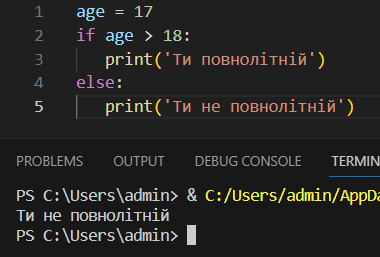 1 age = 17
2 if age > 18:
3 print('Ти повнолітній')
4 else:
5 print('Ти не повнолітній')
PROBLEMS OUTPUT DEBUG CONSOLE TERMIN
PS C:\Users\admin> & C:/Users/admin/AppDa
Ти не повнолітній
PS C:\Users\admin>